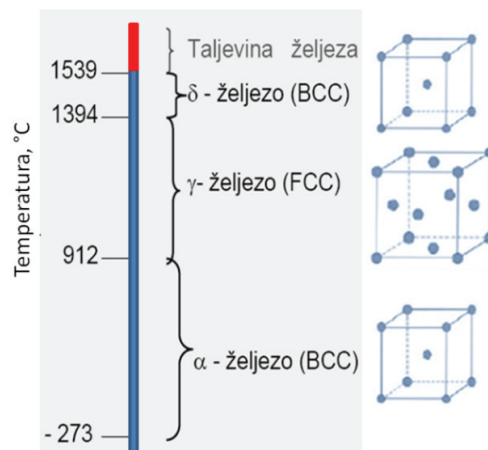 Taljevina željeza
1539
δ - željezo (BCC)
1394
γ- željezo (FCC)
Temperatura, °C
912
α - željezo (BCC)
- 273